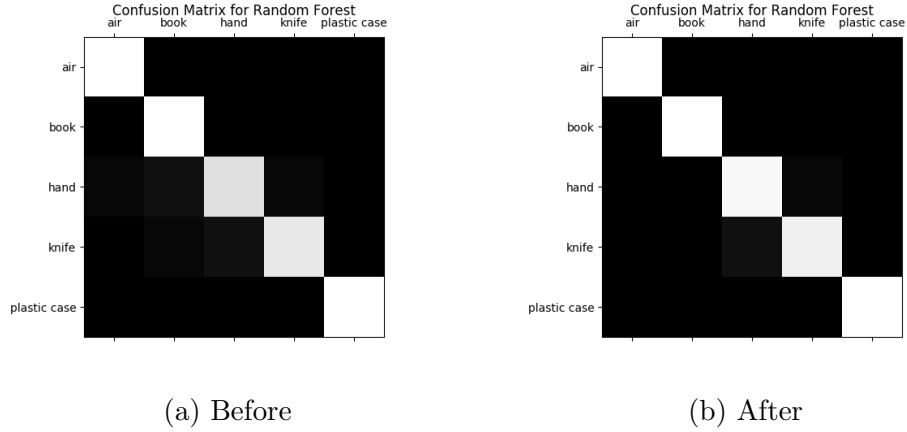 Confusion Matrix for Random Forest
air book hand knife plastic case
air
book
hand
knife
plastic case
(a) Before
Confusion Matrix for Random Forest
air book hand knife plastic case
air
book
hand
knife
plastic case
(b) After